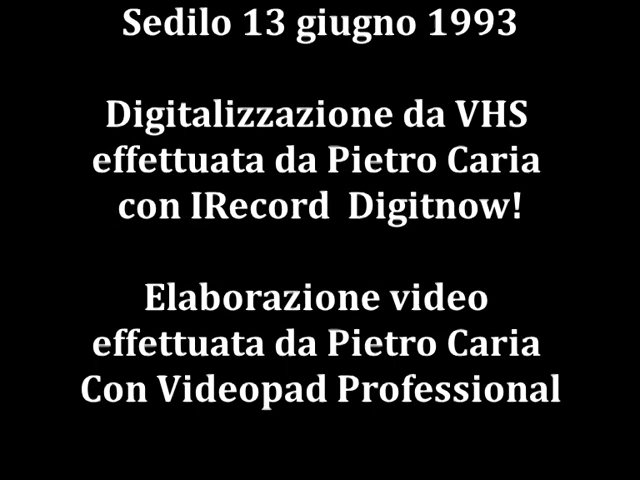 Sedilo 13 giugno 1993
Digitalizzazione da VHS
effettuata da Pietro Caria
con IRecord Digitnow!
Elaborazione video
effettuata da Pietro Caria
Con Videopad Professional